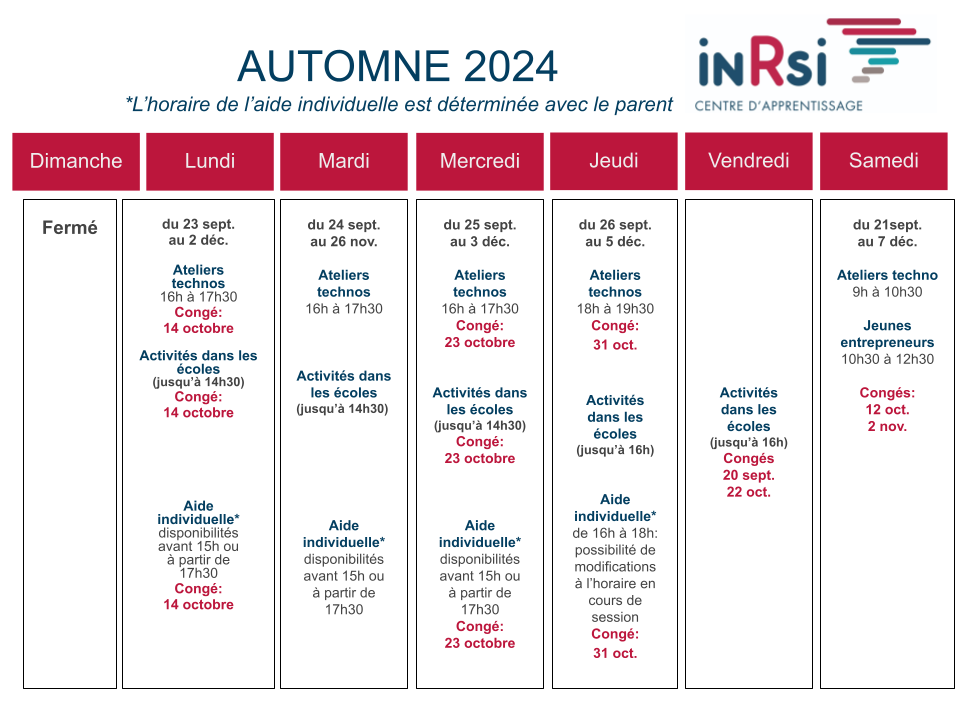 AUTOMNE 2024
*L'horaire de l'aide individuelle est déterminée avec le parent
inRsi
CENTRE D'APPRENTISSAGE
Dimanche
Lundi
Mardi
Mercredi
Jeudi
Vendredi
Samedi
Fermé
du 23 sept.
au 2 déc.
Ateliers
technos
16h à 17h30
Congé:
14 octobre
Activités dans les
écoles
(jusqu'à 14h30)
Congé:
14 octobre
Aide
individuelle*
disponibilités
avant 15h ou
à partir de
17h30
Congé:
14 octobre
du 24 sept.
au 26 nov.
Ateliers
technos
16h à 17h30
Activités dans
les écoles
(jusqu'à 14h30)
Aide
individuelle*
disponibilités
avant 15h ou
à partir de
17h30
du 25 sept.
au 3 déc.
Ateliers
technos
16h à 17h30
Congé:
23 octobre
Activités dans
les écoles
(jusqu'à 14h30)
Congé:
23 octobre
Aide
individuelle*
disponibilités
avant 15h ou
à partir de
17h30
Congé:
23 octobre
du 26 sept.
au 5 déc.
Ateliers
technos
18h à 19h30
Congé:
31 oct.
Activités
dans les
écoles
(jusqu'à 16h)
Aide
individuelle*
de 16h à 18h:
possibilité de
modifications
à l'horaire en
cours de
session
Congé:
31 oct.
Activités
dans les
écoles
(jusqu'à 16h)
Congés
20 sept.
22 oct.
du 21sept.
au 7 déc.
Ateliers techno
9h à 10h30
Jeunes
entrepreneurs
10h30 à 12h30
Congés:
12 oct.
2 nov.